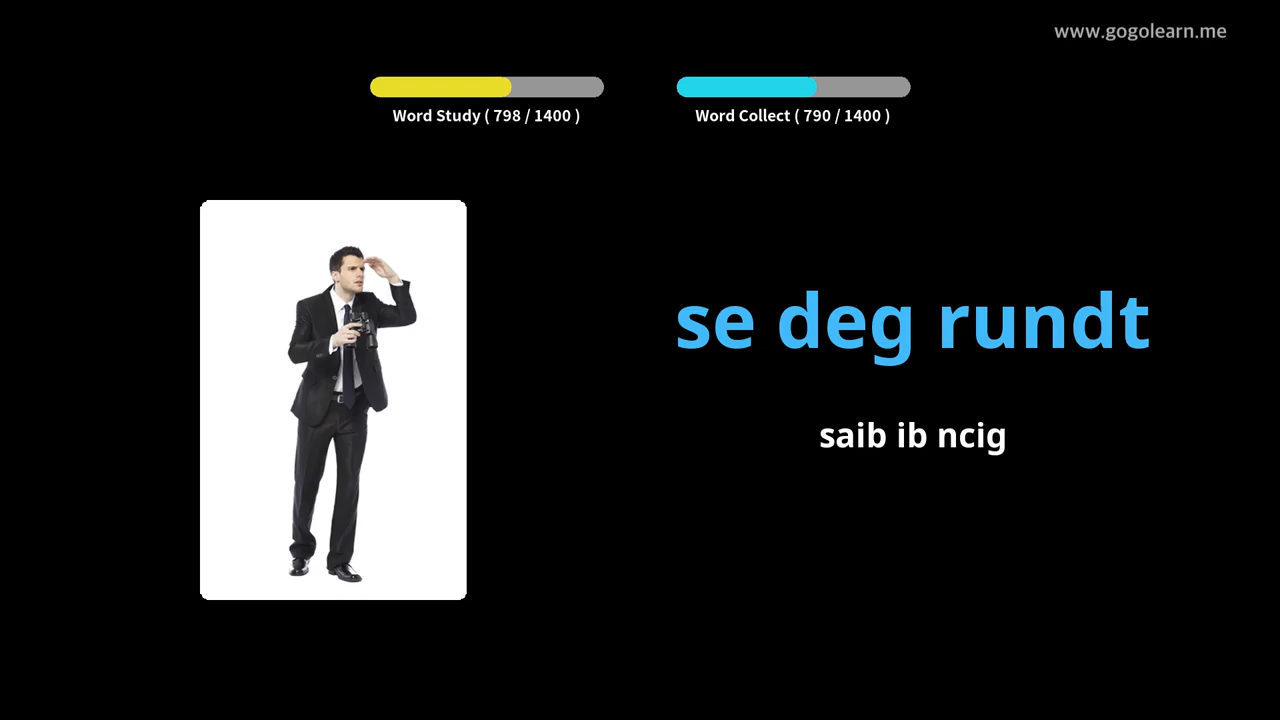 www.gogolearn.me
Word Study ( 798 / 1400 )
Word Collect ( 790 / 1400 )
se deg rundt
saib ib ncig